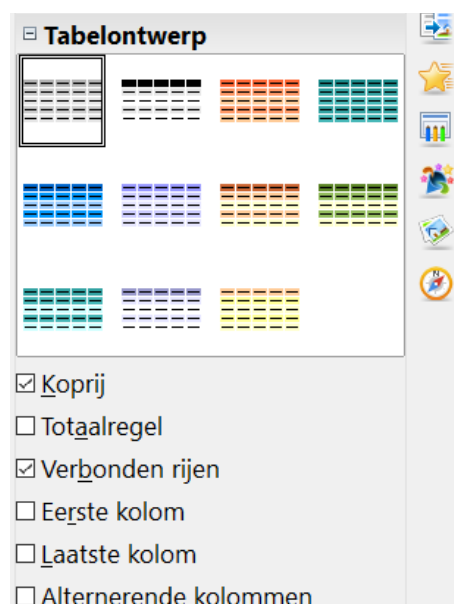 Tabelontwerp
Koprij
Totaalregel
Verbonden rijen
Eerste kolom
Laatste kolom
Alternerende kolommen